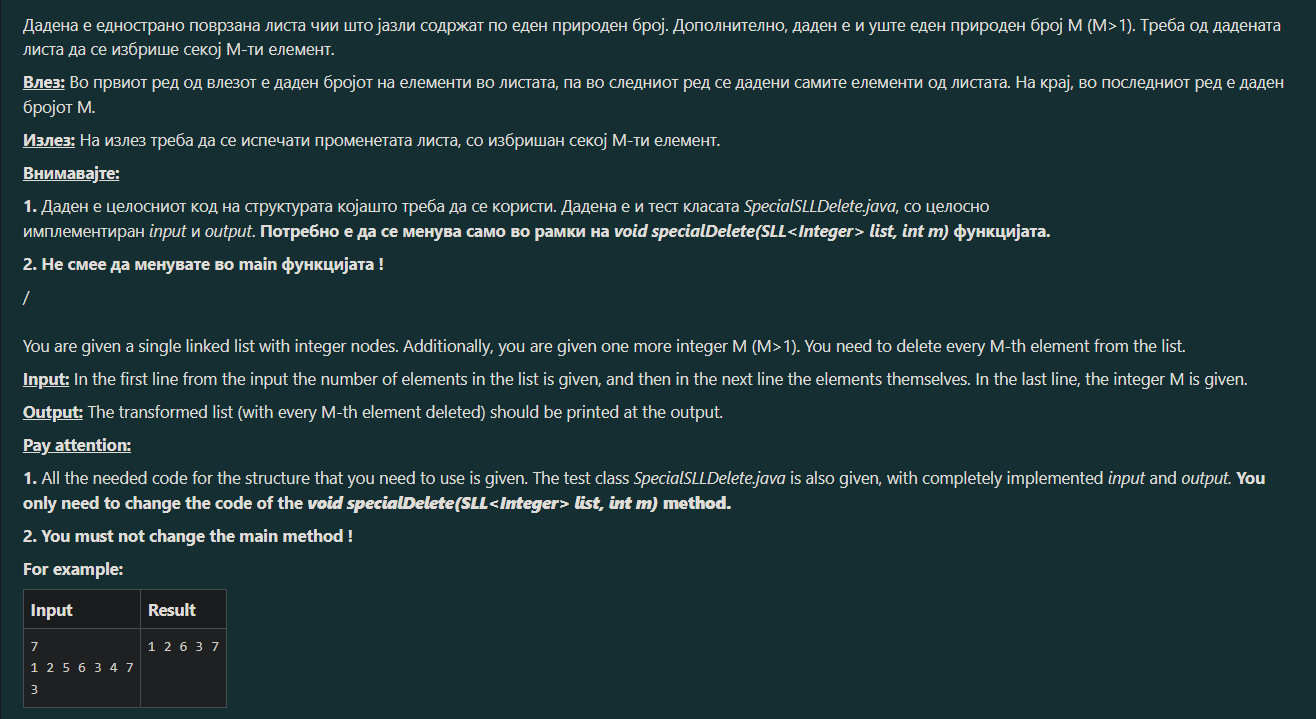 Дадена е еднострано поврзана листа чии што јазли содржат по еден природен број. Дополнително, даден е и уште еден природен број М (М>1). Треба од дадената
листа да се избрише секој М-ти елемент.
Влез: Во првиот ред од влезот е даден бројот на елементи во листата, па во следниот ред се дадени самите елементи од листата. На крај, во последниот ред е даден
бројот М.
Излез: На излез треба да се испечати променетата листа, со избришан секој М-ти елемент.
Внимавајте:
1. Даден е целосниот код на структурата којашто треба да се користи. Дадена е и тест класата SpecialSLLDelete.java, со целосно
имплементиран input и output. Потребно е да се менува само во рамки на void specialDelete(SLL<Integer> list, int m) функцијата.
2. Не смее да менувате во main функцијата !
/
You are given a single linked list with integer nodes. Additionally, you are given one more integer M (M>1). You need to delete every M-th element from the list.
Input: In the first line from the input the number of elements in the list is given, and then in the next line the elements themselves. In the last line, the integer M is given.
Output: The transformed list (with every M-th element deleted) should be printed at the output.
Pay attention:
1. All the needed code for the structure that you need to use is given. The test class SpecialSLLDelete.java is also given, with completely implemented input and output. You
only need to change the code of the void specialDelete(SLL<Integer> list, int m) method.
2. You must not change the main method !
For example:
Input Result
7 1 2 6 3 7
1 2 5 6 3 4 7
3